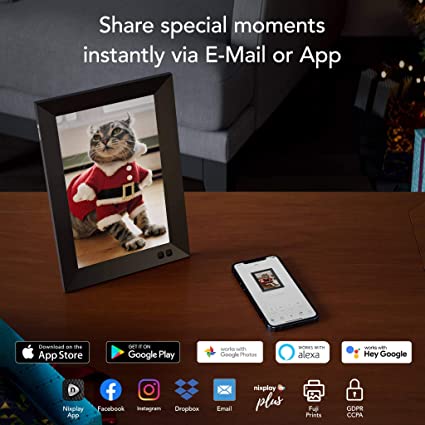 Share special moments
instantly via E-Mail or App
Download on the
App Store
GET IT ON
Google Play
works with
Google Photos
WORKS WITH
alexa
works with
Hey Google
Nixplay
App
Facebook
Instagram
Dropbox
Email
nixplay
plus
Fuji
Prints
GDPR
CCPA